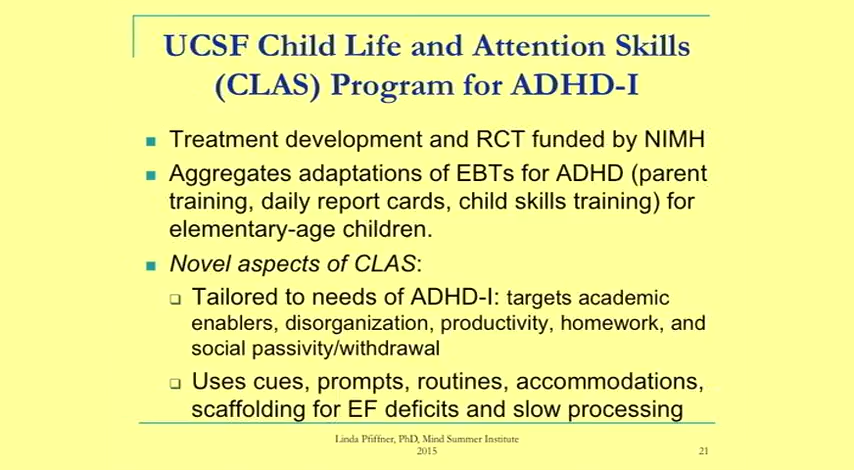 UCSF Child Life and Attention Skills
(CLAS) Program for ADHD-I
Treatment development and RCT funded by NIMH
Aggregates adaptations of EBTs for ADHD (parent
training, daily report cards, child skills training) for
elementary-age children.
Novel aspects of CLAS:
Tailored to needs of ADHD-I: targets academic
enablers, disorganization, productivity, homework, and
social passivity/withdrawal
Uses cues, prompts, routines, accommodations,
scaffolding for EF deficits and slow processing
Linda Pfiffner, PhD, Mind Summer Institute
2015
21